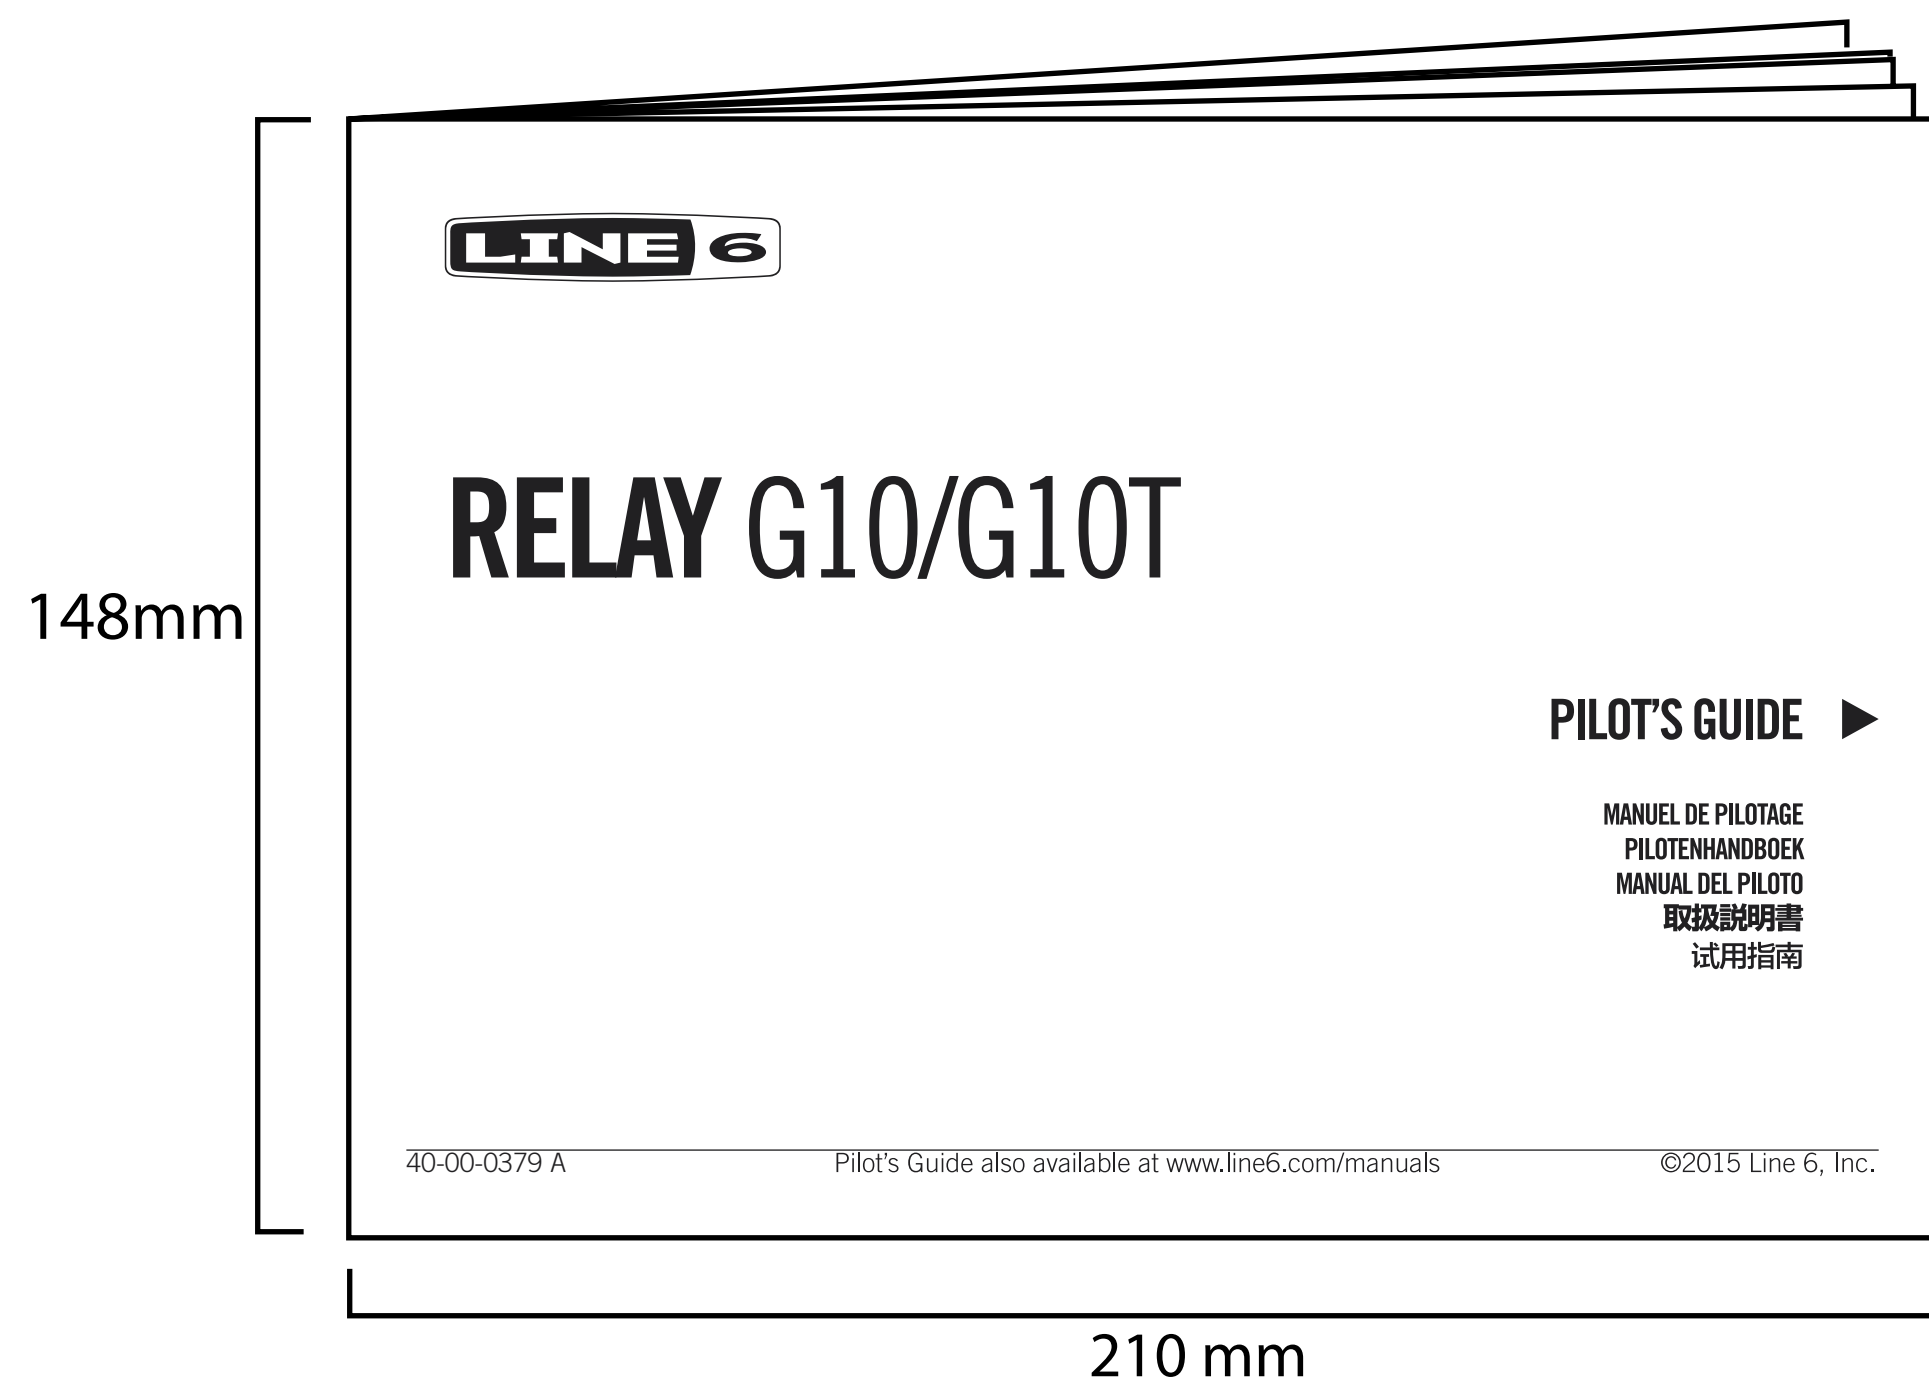 LINE 6
RELAY G10/G10T
148mm
PILOT'S GUIDE
MANUEL DE PILOTAGE
PILOTENHANDBOEK
MANUAL DEL PILOTO
取扱説明書
试用指南
40-00-0379 A Pilot's Guide also available at www.line6.com/manuals ©2015 Line 6, Inc.
210 mm